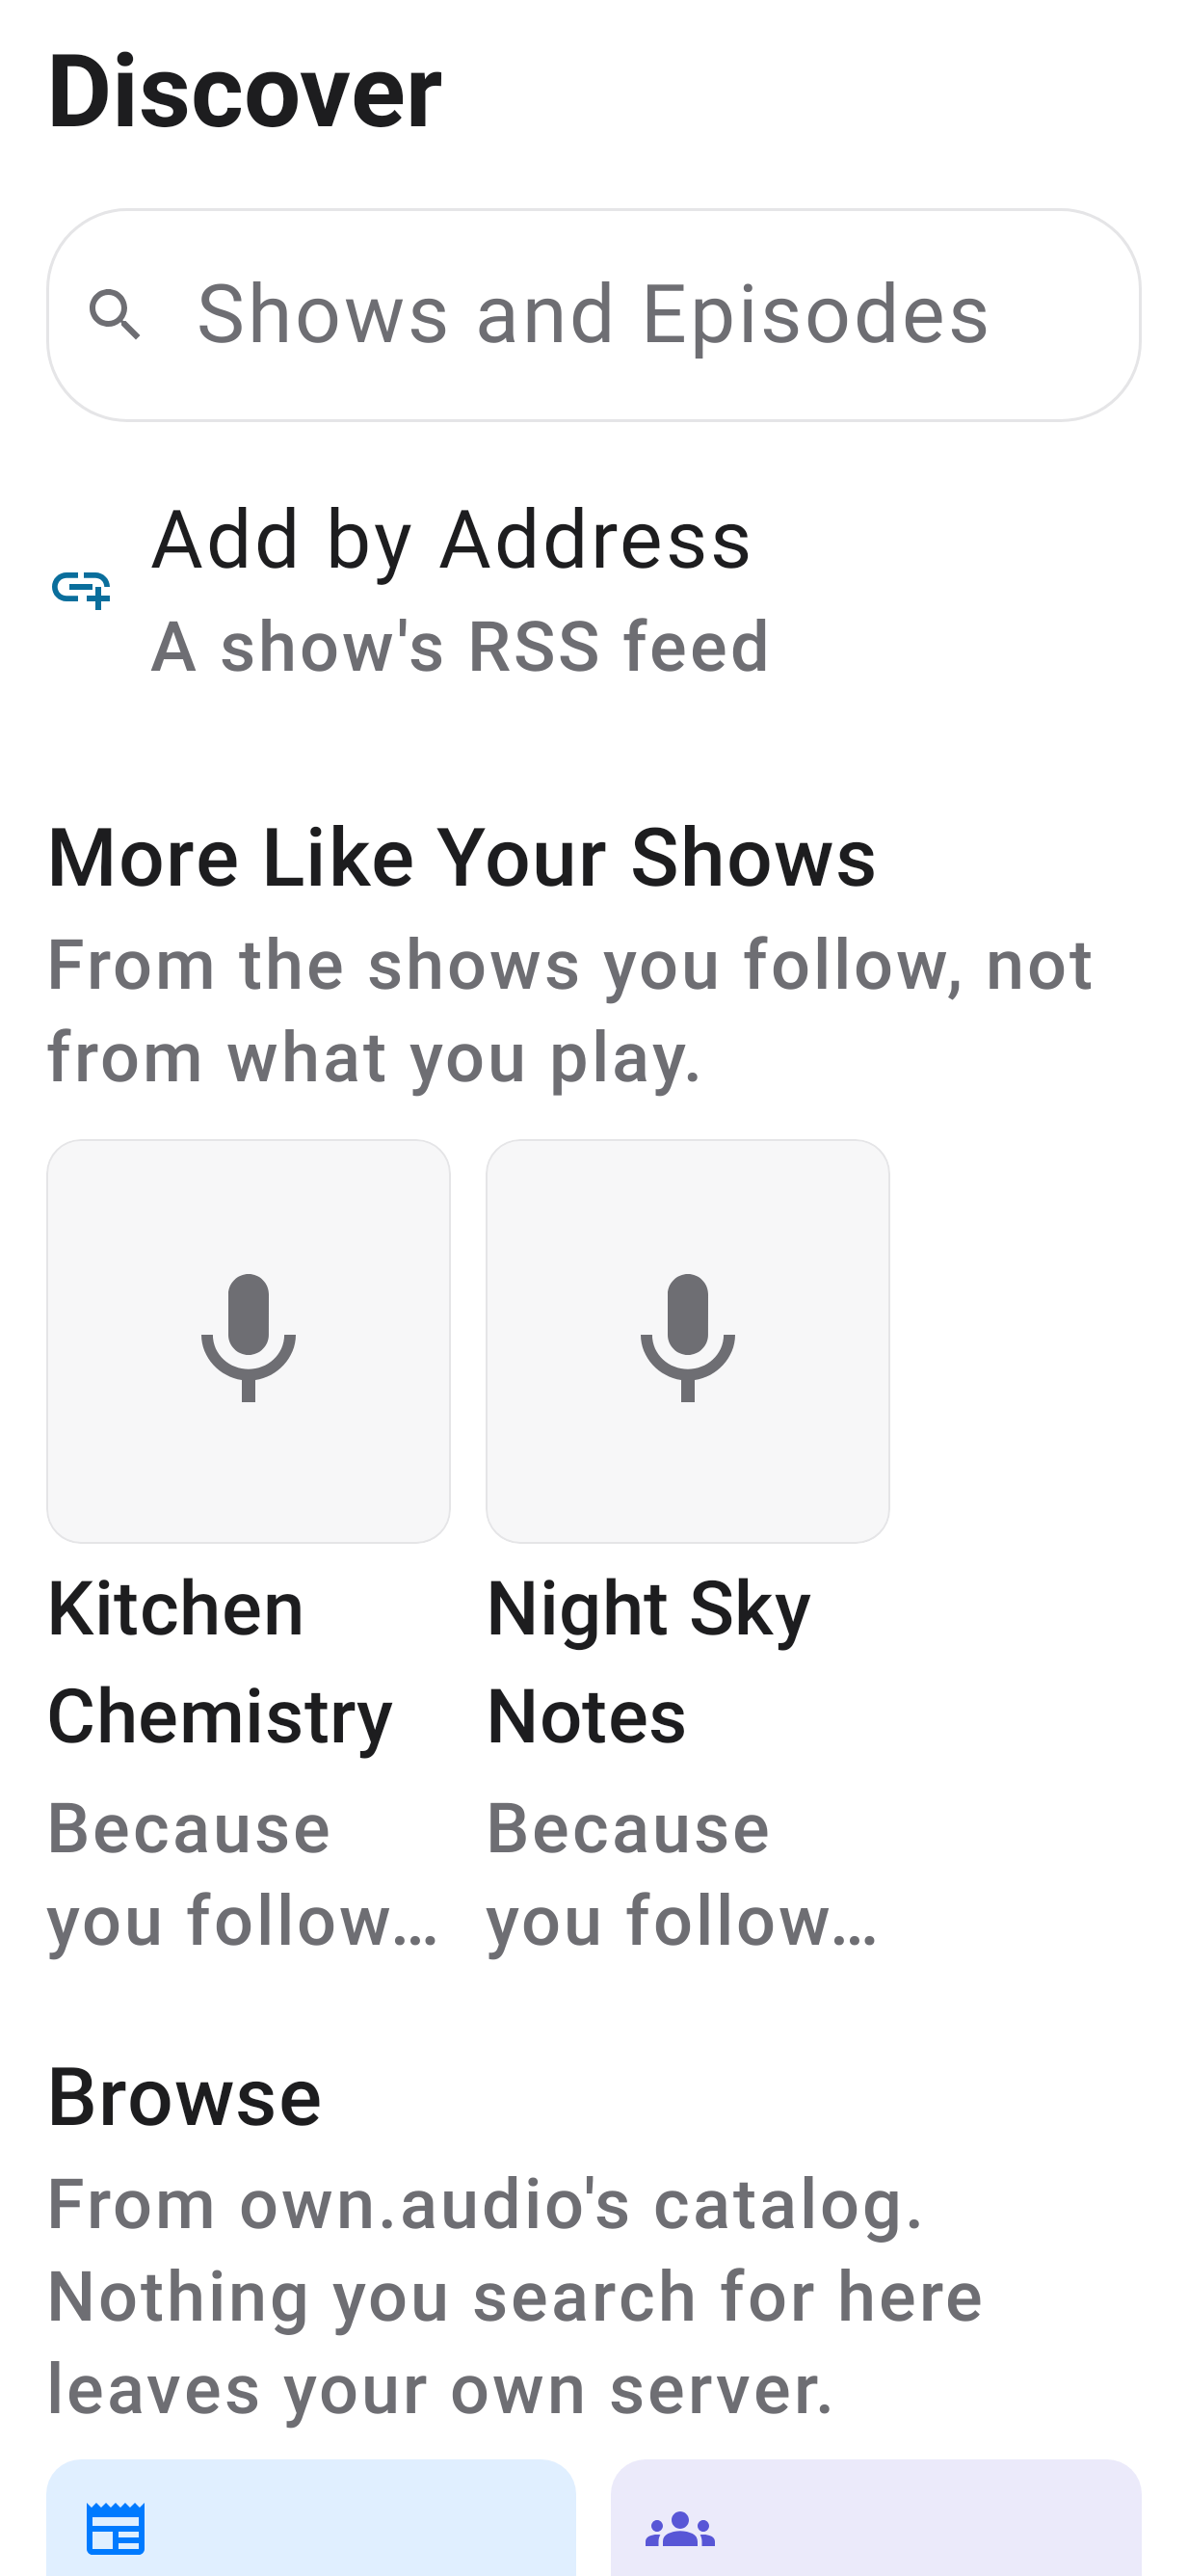 Discover
Shows and Episodes
Add by Address
A show's RSS feed
More Like Your Shows
From the shows you follow, not
from what you play.
Kitchen
Chemistry
Because
you follow…
Night Sky
Notes
Because
you follow…
Browse
From own.audio's catalog.
Nothing you search for here
leaves your own server.